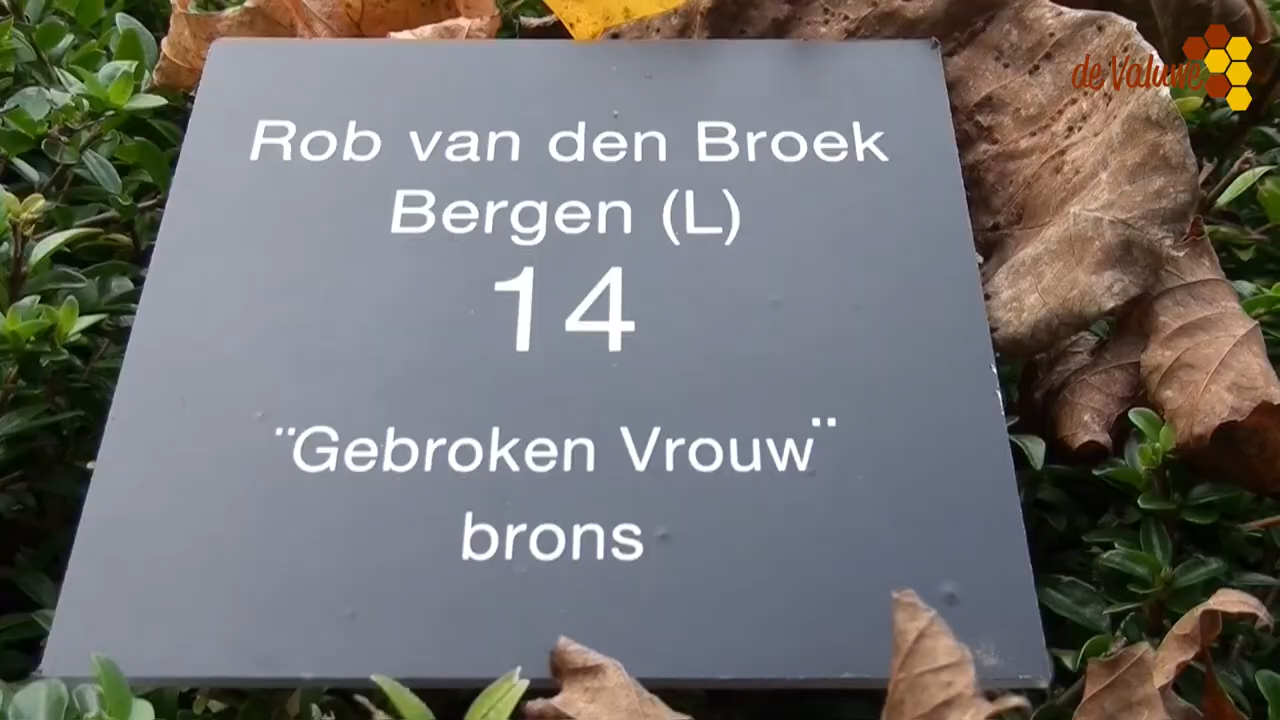 de Valuwe
Rob van den Broek
Bergen (L)
14
¨Gebroken Vrouw¨
brons